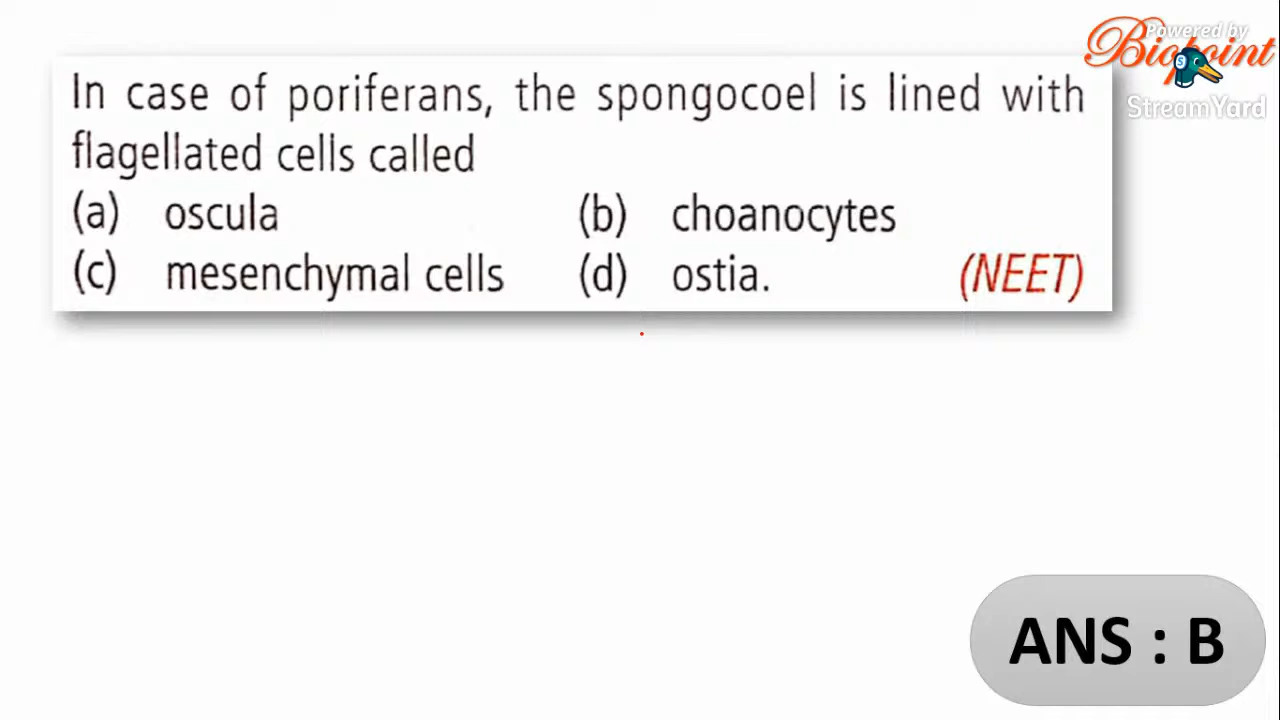 Powered by
Biopoint
StreamYard
In case of poriferans, the spongocoel is lined with
flagellated cells called
(a) oscula (b) choanocytes
(c) mesenchymal cells (d) ostia. (NEET)
ANS : B